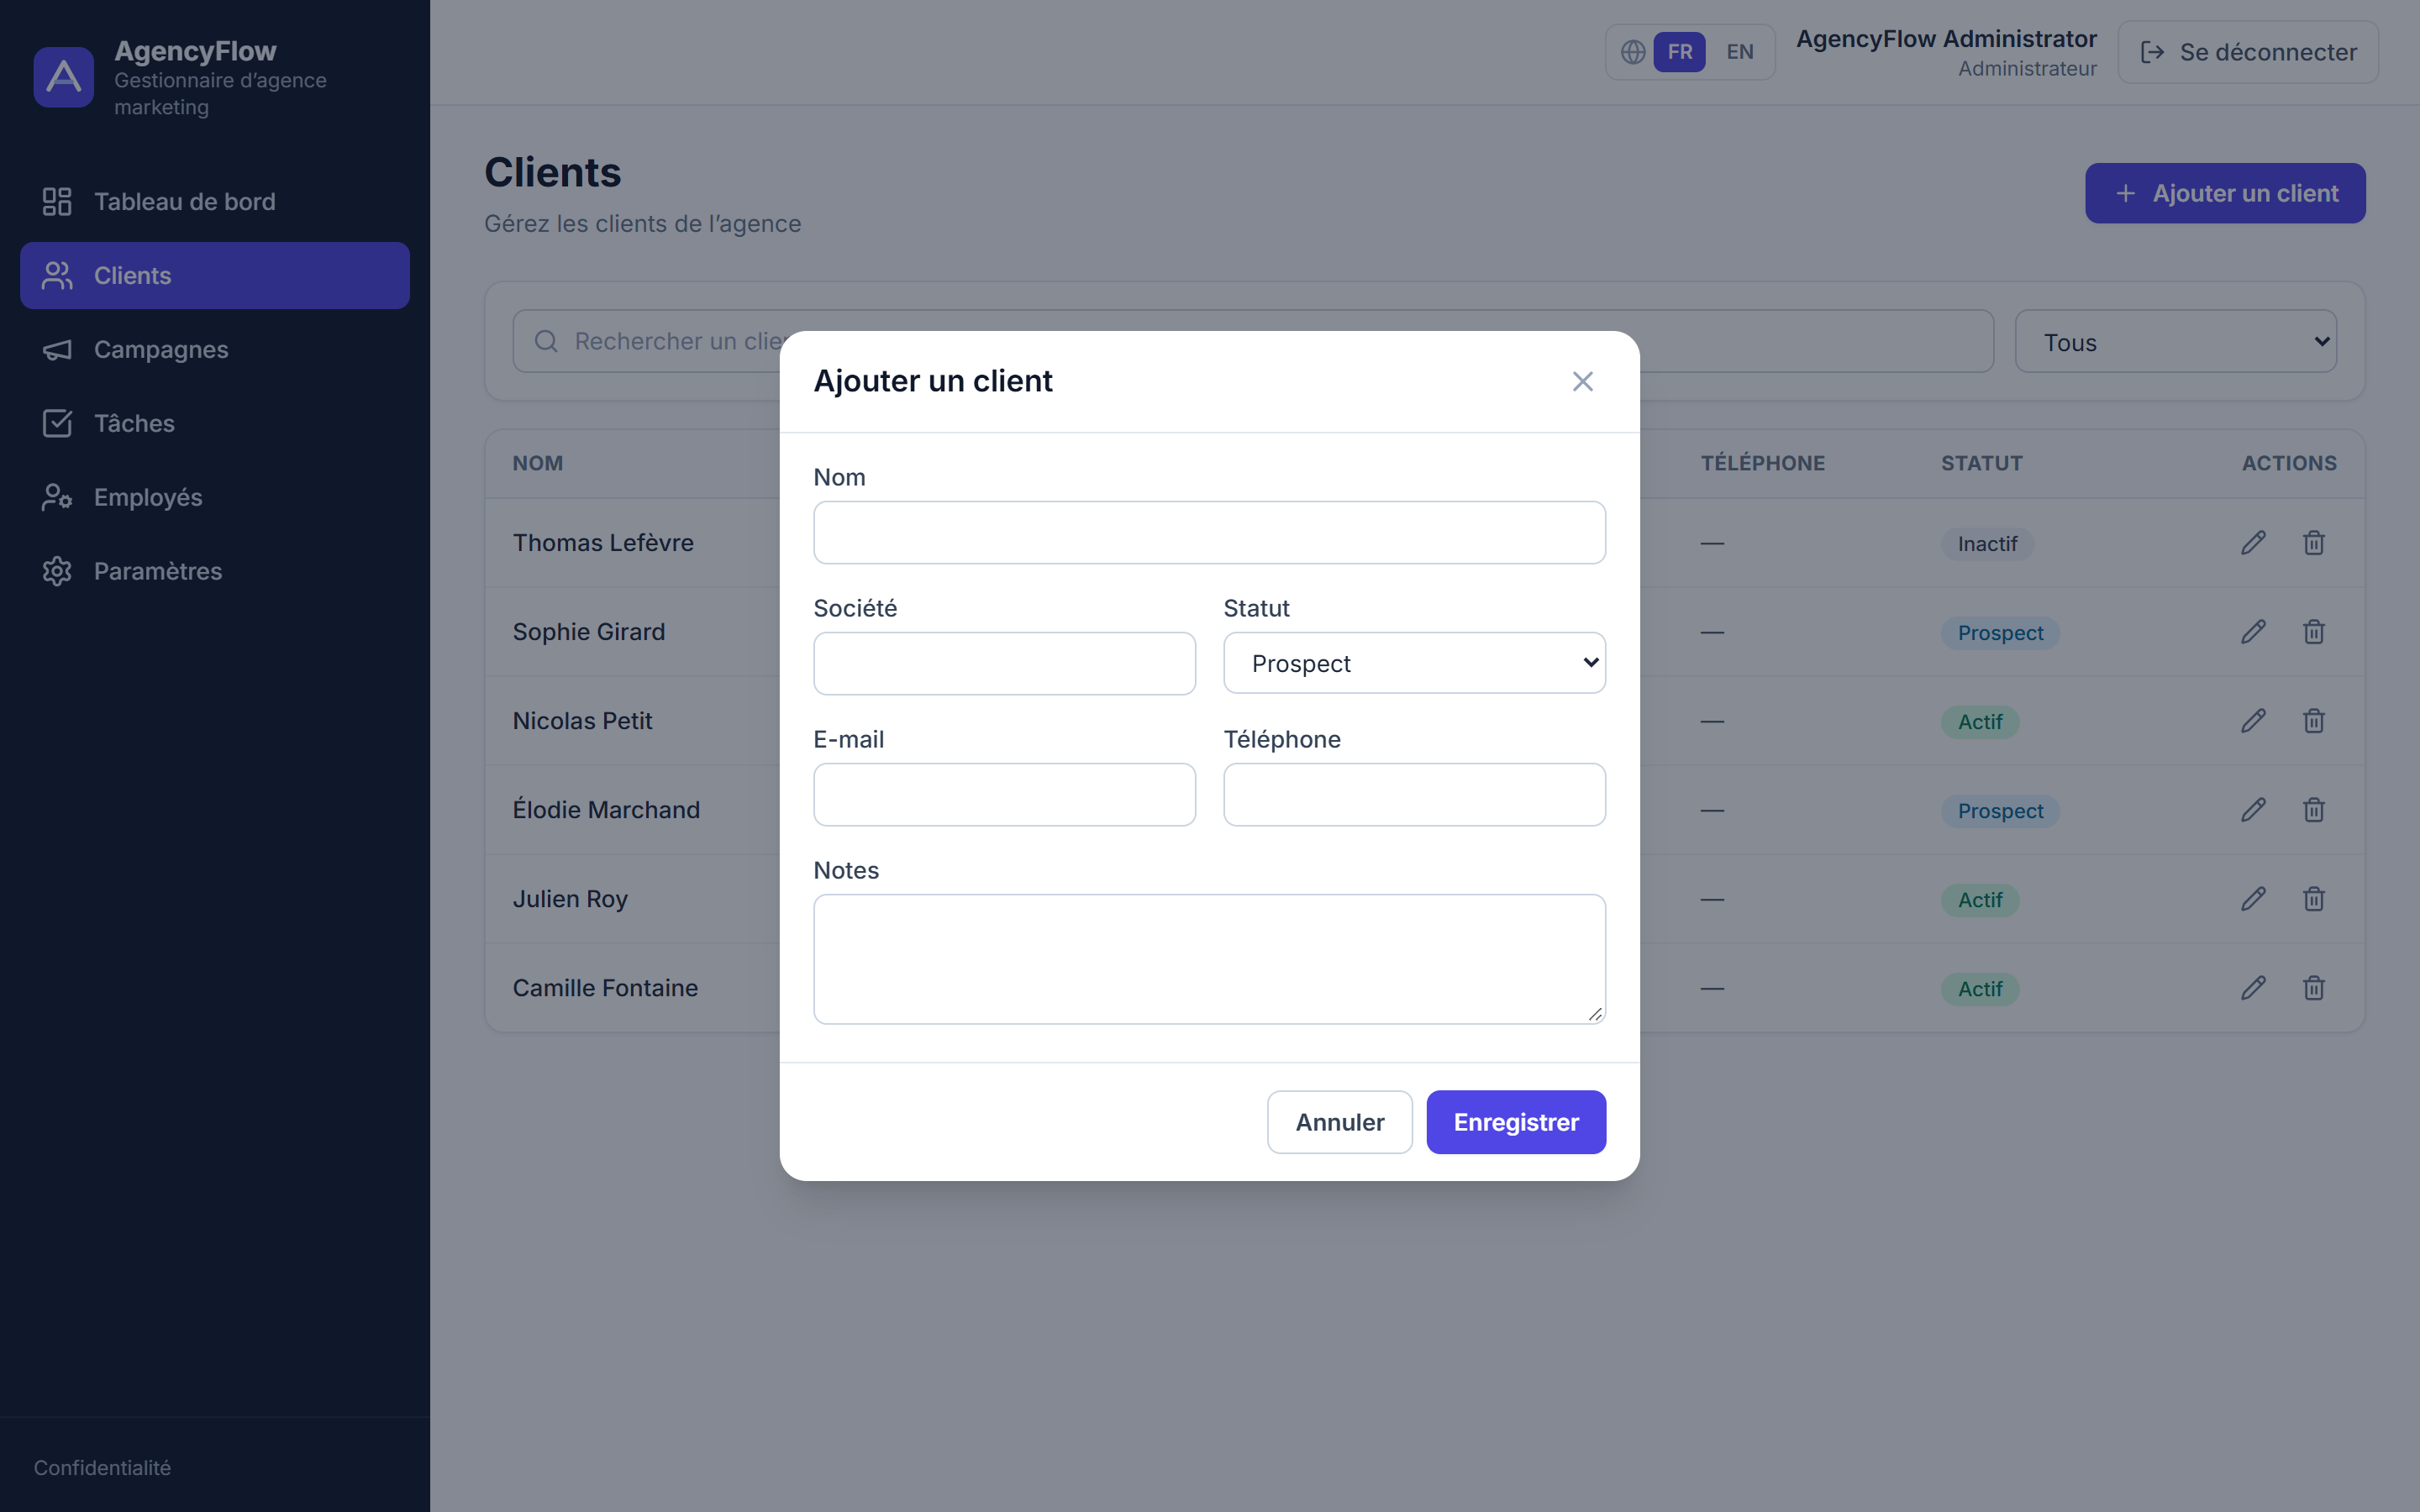 AgencyFlow
Gestionnaire d’agence
marketing
Tableau de bord
Clients
Campagnes
Tâches
Employés
Paramètres
Confidentialité
FR EN
AgencyFlow Administrator
Administrateur
Se déconnecter
Clients
Gérez les clients de l’agence
Ajouter un client
Rechercher un
Tous
NOM TÉLÉPHONE STATUT ACTIONS
Thomas Lefèvre — Inactif
Sophie Girard — Prospect
Nicolas Petit — Actif
Élodie Marchand — Prospect
Julien Roy — Actif
Camille Fontaine — Actif
Ajouter un client
Nom
Société Statut
Prospect
E-mail Téléphone
Notes
Annuler Enregistrer